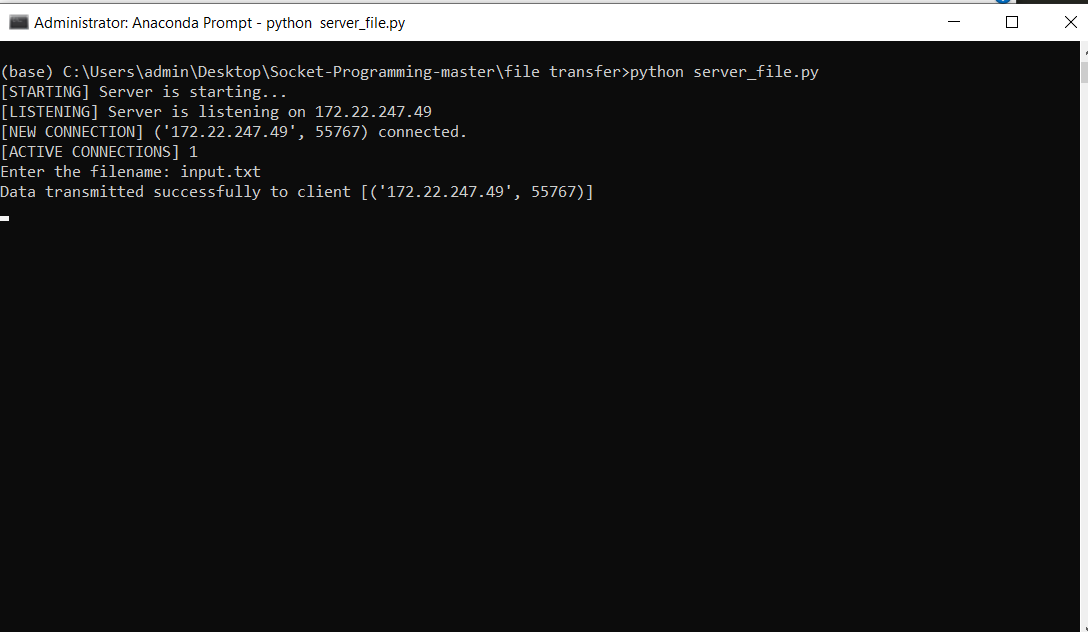 Administrator: Anaconda Prompt - python  server_file.py
(base) C:\Users\admin\Desktop\Socket-Programming-master\file transfer>python server_file.py
[STARTING] Server is starting...
[LISTENING] Server is listening on 172.22.247.49
[NEW CONNECTION] ('172.22.247.49', 55767) connected.
[ACTIVE CONNECTIONS] 1
Enter the filename: input.txt
Data transmitted successfully to client [('172.22.247.49', 55767)]